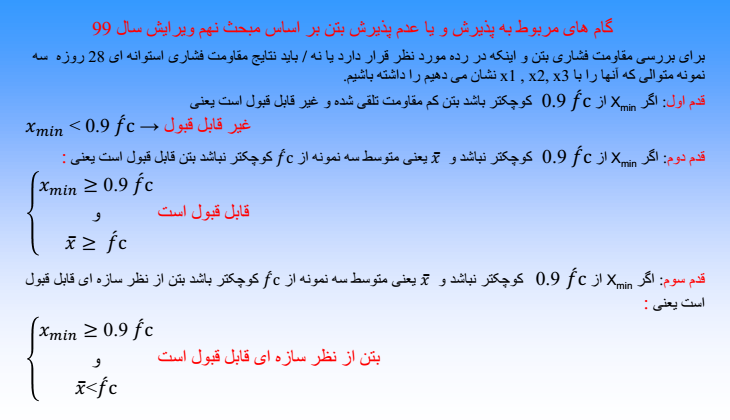 گام های مربوط به پذیرش و یا عدم پذیرش بتن بر اساس مبحث نهم ویرایش سال 99
برای بررسی مقاومت فشاری بتن و اینکه در رده مورد نظر قرار دارد یا نه / باید نتایج مقاومت فشاری استوانه ای 28 روزه سه
نمونه متوالی که آنها را با x1 , x2, x3 نشان می دهیم را داشته باشیم.
قدم اول: اگر Xmin از 0.9 f́c کوچکتر باشد بتن کم مقاومت تلقی شده و غیر قابل قبول است یعنی
xmin < 0.9 f́c → غیر قابل قبول
قدم دوم: اگر Xmin از 0.9 f́c کوچکتر نباشد و x̄ یعنی متوسط سه نمونه از f́c کوچکتر نباشد بتن قابل قبول است یعنی :
xmin ≥ 0.9 f́c
و قابل قبول است
x̄ ≥ f́c
قدم سوم: اگر Xmin از 0.9 f́c کوچکتر نباشد و x̄ یعنی متوسط سه نمونه از f́c کوچکتر باشد بتن از نظر سازه ای قابل قبول
است یعنی :
xmin ≥ 0.9 f́c
و بتن از نظر سازه ای قابل قبول است
x̄<f́c